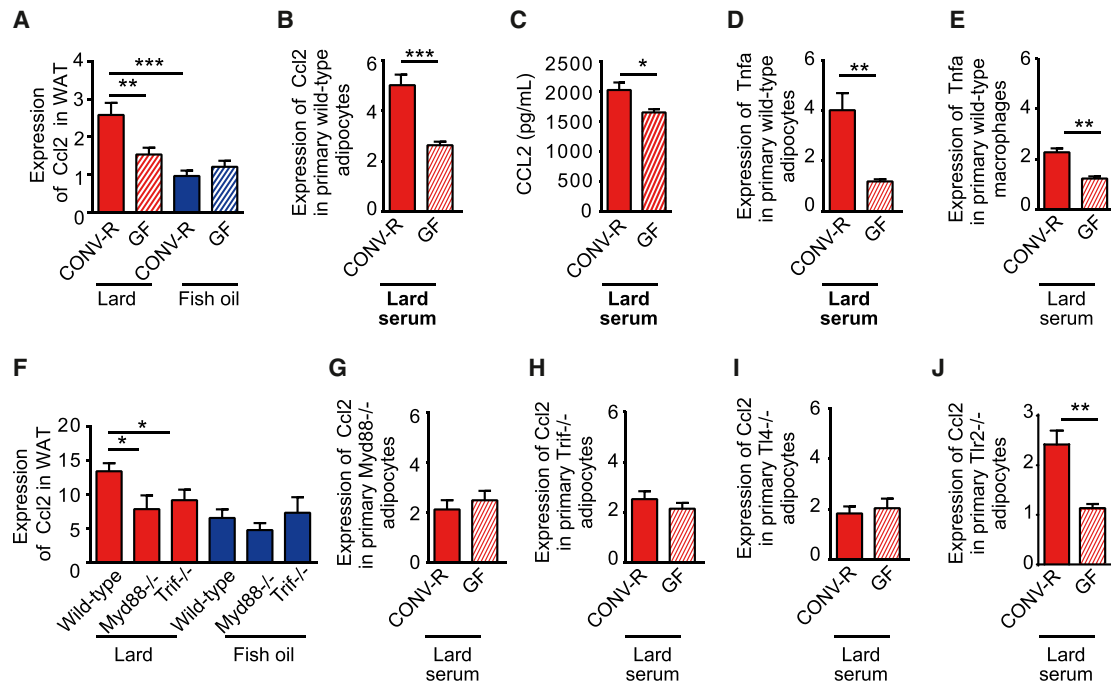 A
Expression
of Ccl2 in WAT
4
3
2
1
0
***
**
CONV-R
GF
CONV-R
GF
Lard
Fish oil
B
Expression of Ccl2
in primary wild-type
adipocytes
6
4
2
0
***
CONV-R
GF
Lard
serum
C
CCL2 (pg/mL)
2500
2000
1500
1000
500
0
*
CONV-R
GF
Lard
serum
D
Expression of Tnfa
in primary wild-type
adipocytes
6
4
2
0
**
CONV-R
GF
Lard
serum
E
Expression of Tnfa
in primary wild-type
macrophages
6
4
2
0
**
CONV-R
GF
Lard
serum
F
Expression
of Ccl2 in WAT
20
15
10
5
0
*
*
Wild-type
Myd88-/-
Trif-/-
Wild-type
Myd88-/-
Trif-/-
Lard
Fish oil
G
Expression of Ccl2
in primary Myd88-/-
adipocytes
6
4
2
0
CONV-R
GF
Lard
serum
H
Expression of Ccl2
in primary Trif-/-
adipocytes
6
4
2
0
CONV-R
GF
Lard
serum
I
Expression of Ccl2
in primary Tl4-/-
adipocytes
6
4
2
0
CONV-R
GF
Lard
serum
J
Expression of Ccl2
in primary Tlr2-/-
adipocytes
3
2
1
0
**
CONV-R
GF
Lard
serum